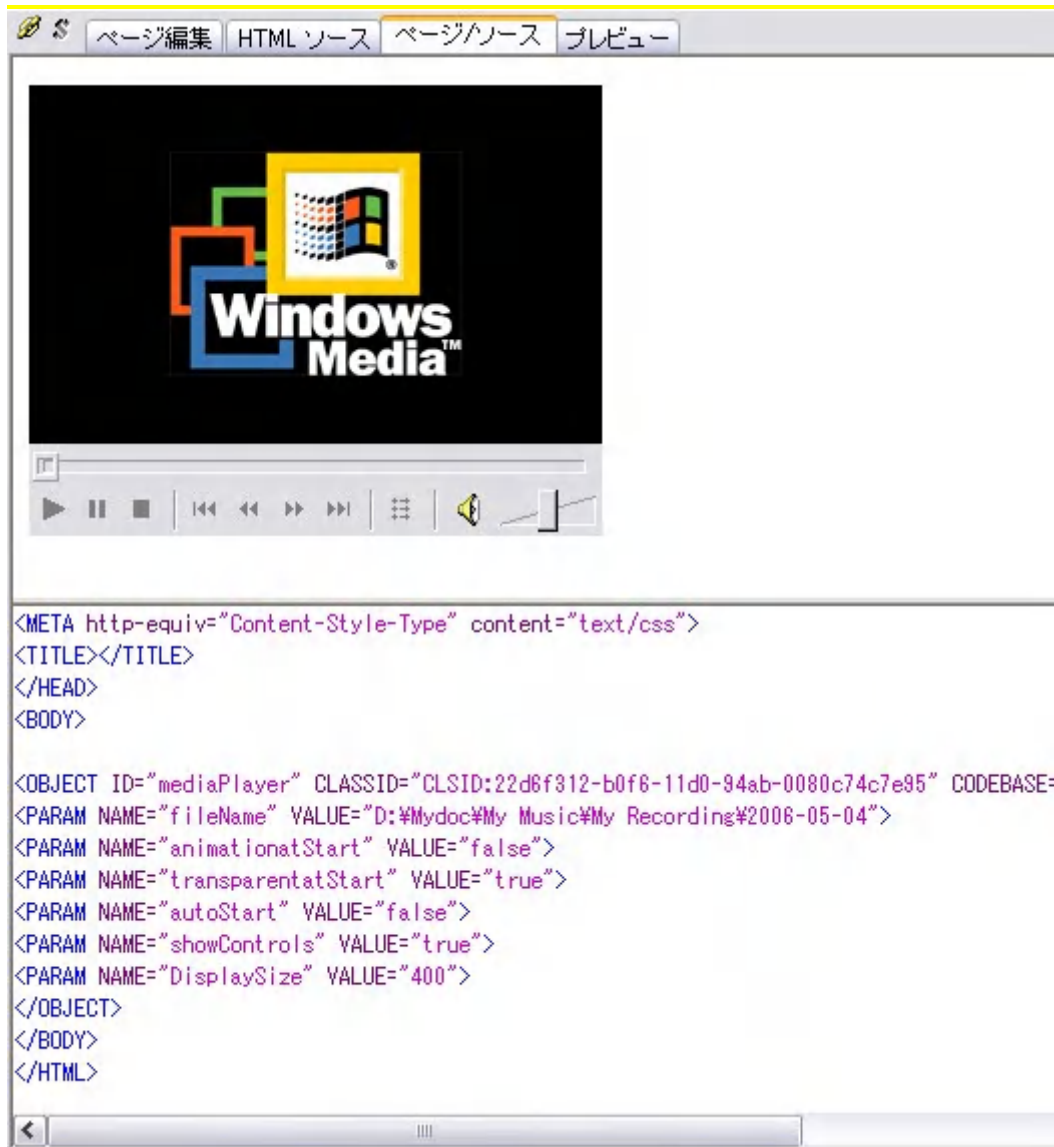 ページ編集 HTML ソース ページ/ソース プレビュー
Windows
Media™
<META http-equiv="Content-Style-Type" content="text/css">
<TITLE></TITLE>
</HEAD>
<BODY>
<OBJECT ID="mediaPlayer" CLASSID="CLSID:22d6f312-b0f6-11d0-94ab-0080c74c7e95" CODEBASE=
<PARAM NAME="fileName" VALUE="D:¥Mydoc¥My Music¥My Recording¥2006-05-04">
<PARAM NAME="animationatStart" VALUE="false">
<PARAM NAME="transparentatStart" VALUE="true">
<PARAM NAME="autoStart" VALUE="false">
<PARAM NAME="showControls" VALUE="true">
<PARAM NAME="DisplaySize" VALUE="400">
</OBJECT>
</BODY>
</HTML>